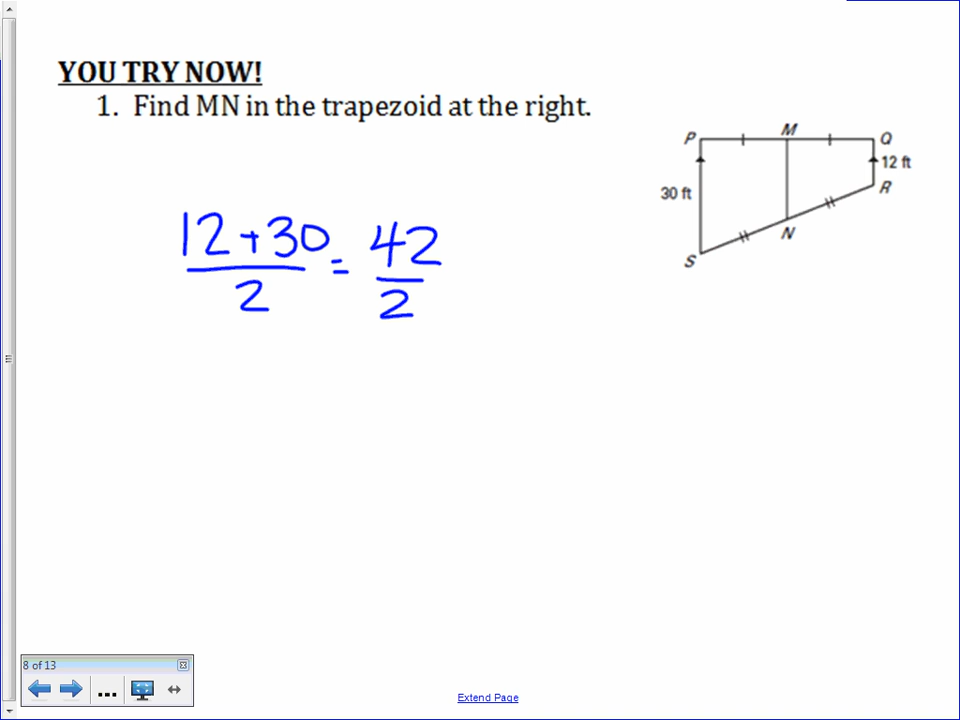 YOU TRY NOW!
1. Find MN in the trapezoid at the right.
P M Q
12 ft
R
30 ft
N
S
12+30 = 42
2 2
8 of 13
...
Extend Page